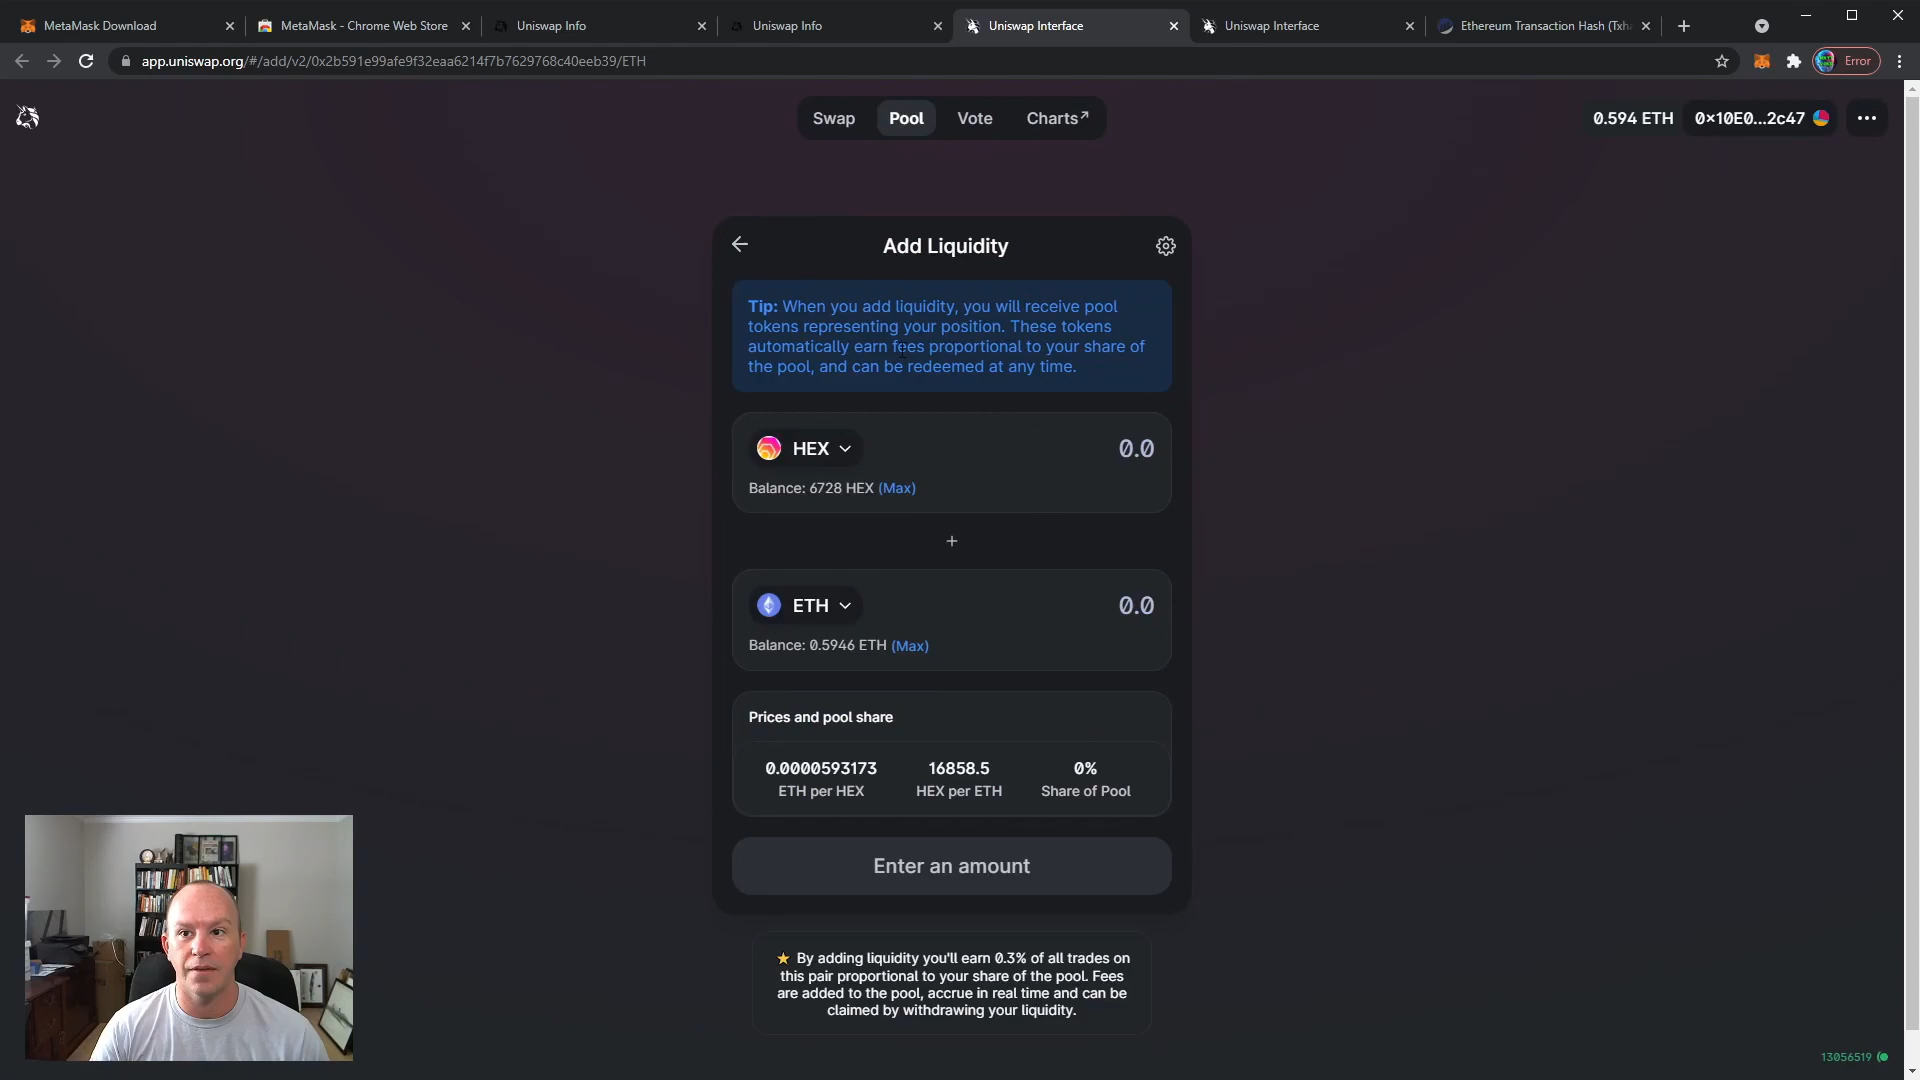 MetaMask Download
MetaMask - Chrome Web Store
Uniswap Info
Uniswap Info
Uniswap Interface
Uniswap Interface
Ethereum Transaction Hash (Txha
app.uniswap.org/#/add/v2/0x2b591e99afe9f32eaa6214f7b7629768c40eeb39/ETH
Error
Swap
Pool
Vote
Charts↗
0.594 ETH
0×10E0...2c47
Add Liquidity
Tip: When you add liquidity, you will receive pool
tokens representing your position. These tokens
automatically earn fees proportional to your share of
the pool, and can be redeemed at any time.
HEX
0.0
Balance: 6728 HEX (Max)
+
ETH
0.0
Balance: 0.5946 ETH (Max)
Prices and pool share
0.0000593173
16858.5
0%
ETH per HEX
HEX per ETH
Share of Pool
Enter an amount
⭐ By adding liquidity you'll earn 0.3% of all trades on
this pair proportional to your share of the pool. Fees
are added to the pool, accrue in real time and can be
claimed by withdrawing your liquidity.
13056519